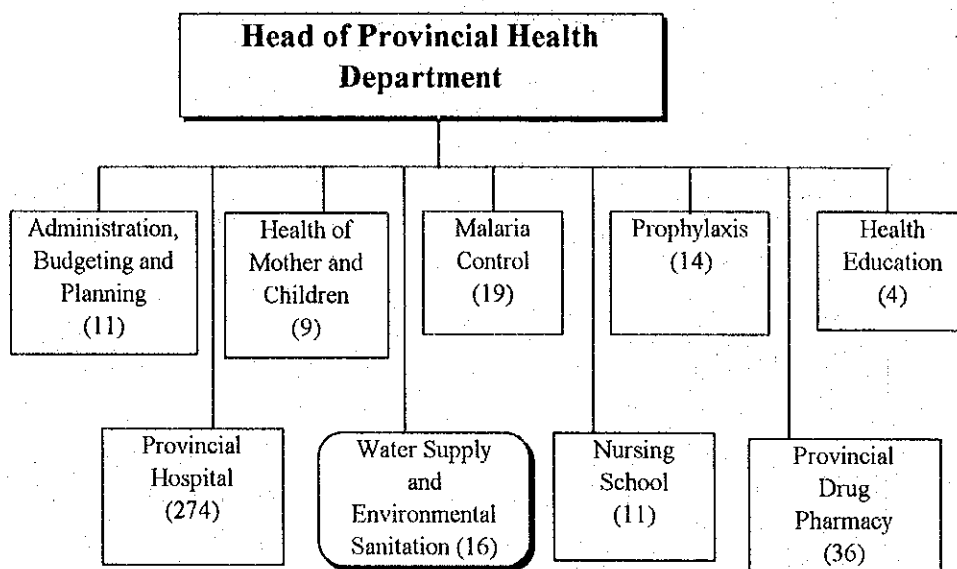 Head of Provincial Health
Department
Administration,
Budgeting and
Planning
(11)
Health of
Mother and
Children
(9)
Malaria
Control
(19)
Prophylaxis
(14)
Health
Education
(4)
Provincial
Hospital
(274)
Water Supply
and
Environmental
Sanitation (16)
Nursing
School
(11)
Provincial
Drug
Pharmacy
(36)